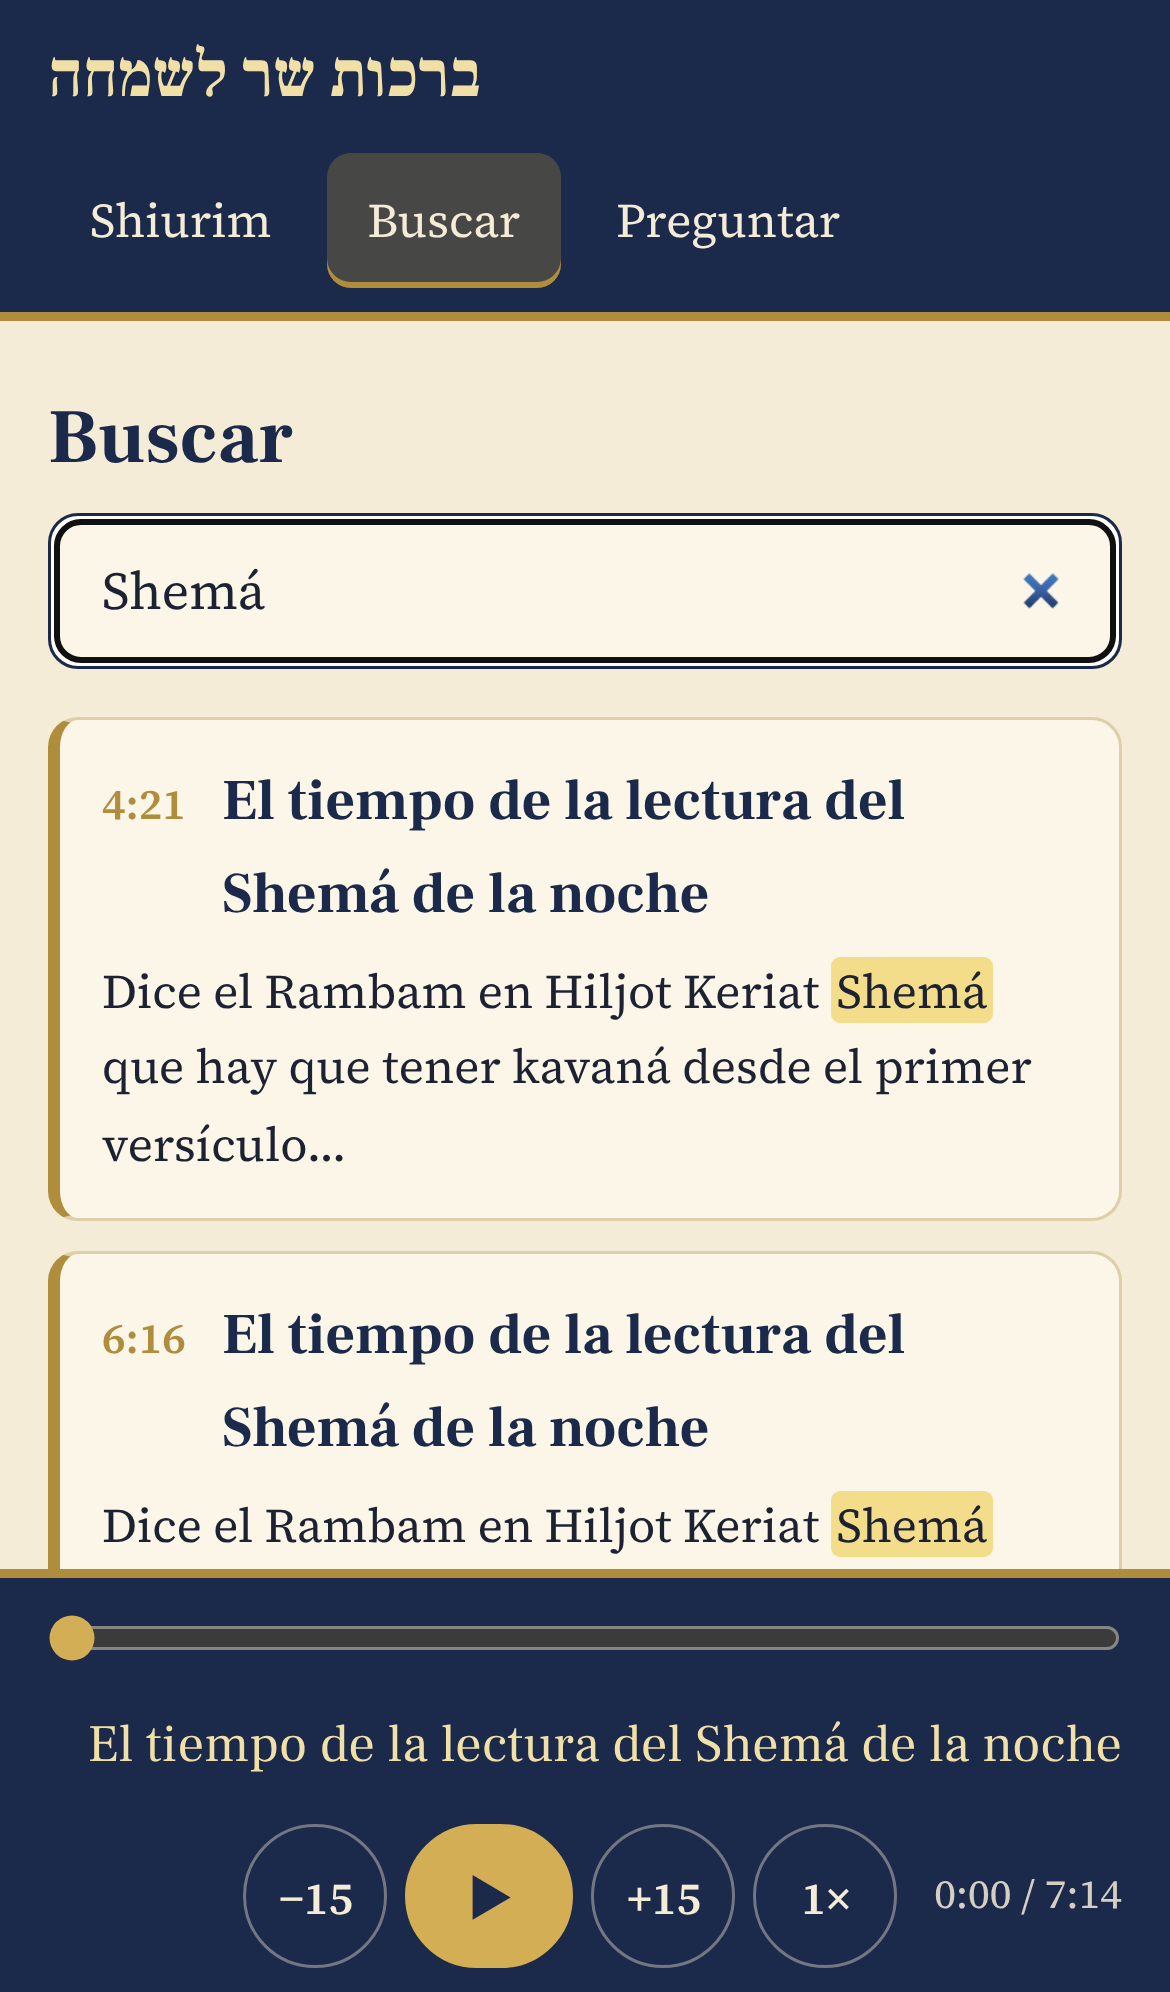 ברכות שר לשמחה
Shiurim Buscar Preguntar
Buscar
Shemá
4:21 El tiempo de la lectura del
Shemá de la noche
Dice el Rambam en Hiljot Keriat Shemá
que hay que tener kavaná desde el primer
versículo...
6:16 El tiempo de la lectura del
Shemá de la noche
Dice el Rambam en Hiljot Keriat Shemá
El tiempo de la lectura del Shemá de la noche
−15 +15 1× 0:00 / 7:14